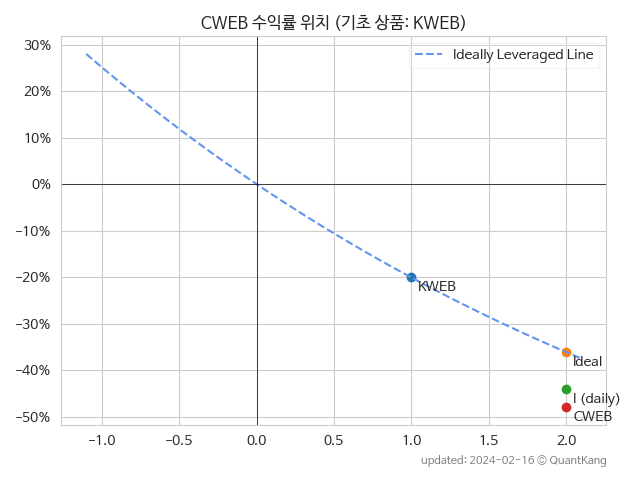 CWEB 수익률 위치 (기초 상품: KWEB)
Ideally Leveraged Line
30%
20%
10%
0%
−10%
−20%
−30%
−40%
−50%
KWEB
Ideal
I (daily)
CWEB
−1.0 −0.5 0.0 0.5 1.0 1.5 2.0
updated: 2024-02-16 © QuantKang